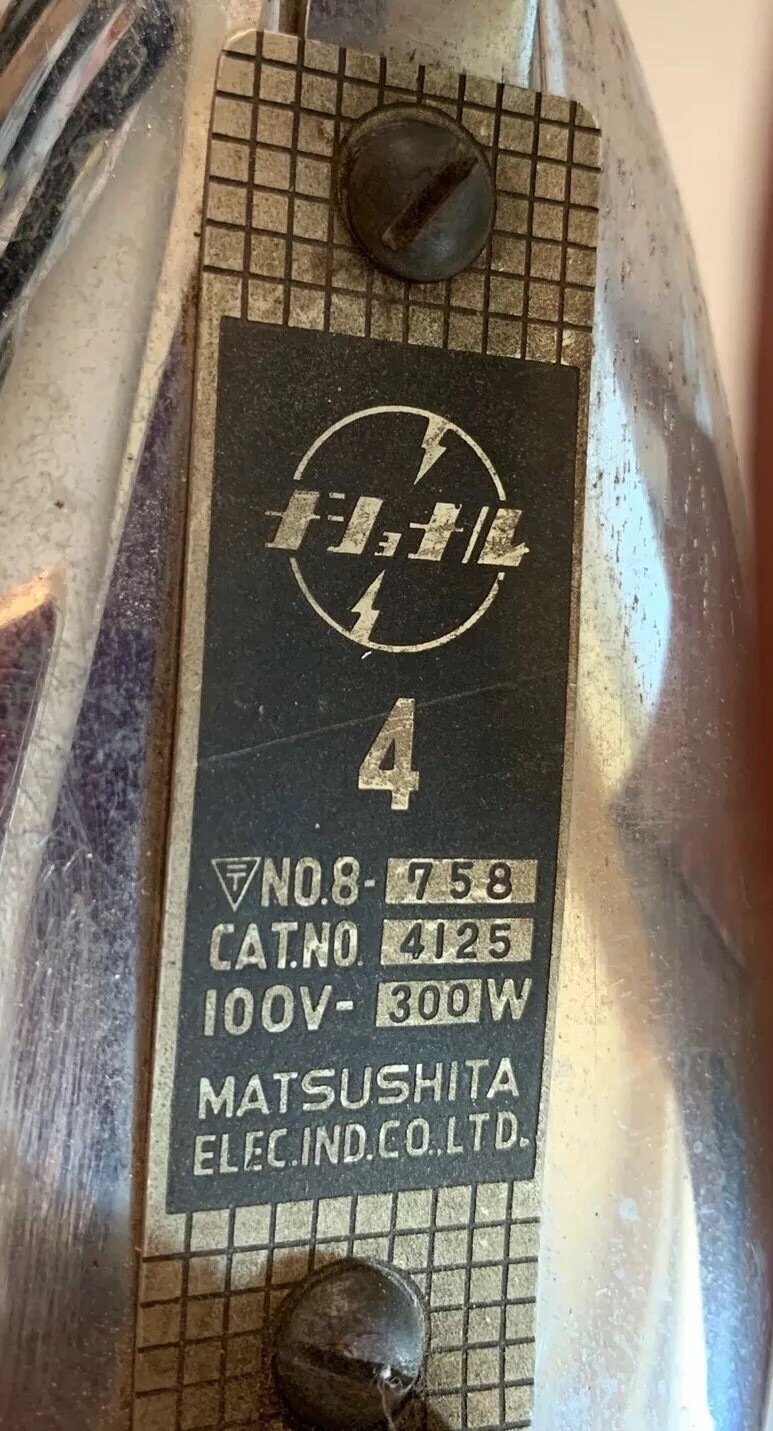 ナショナル
4
〒NO.8-758
CAT.NO. 4125
100V-300W
MATSUSHITA
ELEC.IND.CO.,LTD.